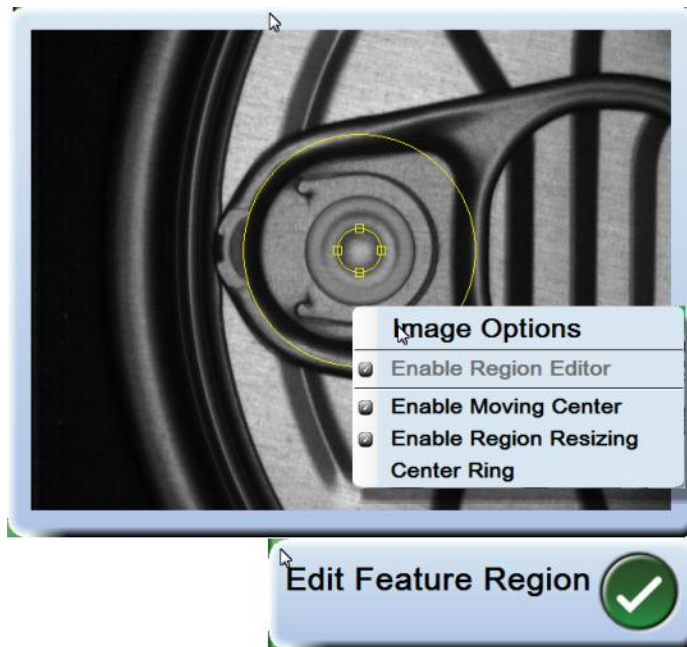 Image Options
Enable Region Editor
Enable Moving Center
Enable Region Resizing
Center Ring
Edit Feature Region